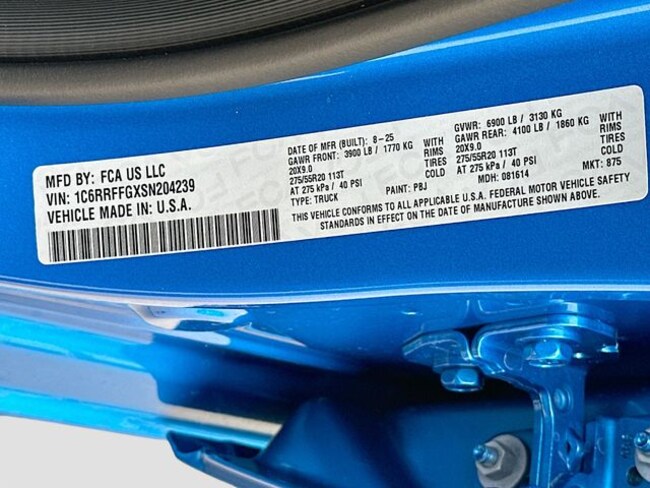 MFD BY: FCA US LLC
VIN: 1C6RRFFGXSN204239
VEHICLE MADE IN: U.S.A.
DATE OF MFR (BUILT): 8-25
GAWR FRONT: 3900 LB / 1770 KG WITH
20X9.0 RIMS
275/55R20 113T TIRES
AT 275 kPa / 40 PSI COLD
TYPE: TRUCK PAINT: PBJ
GVWR: 6900 LB / 3130 KG
GAWR REAR: 4100 LB / 1860 KG WITH
20X9.0 RIMS
275/55R20 113T TIRES
AT 275 kPa / 40 PSI COLD
MDH: 081614 MKT: 875
THIS VEHICLE CONFORMS TO ALL APPLICABLE U.S.A. FEDERAL MOTOR VEHICLE SAFETY
STANDARDS IN EFFECT ON THE DATE OF MANUFACTURE SHOWN ABOVE.